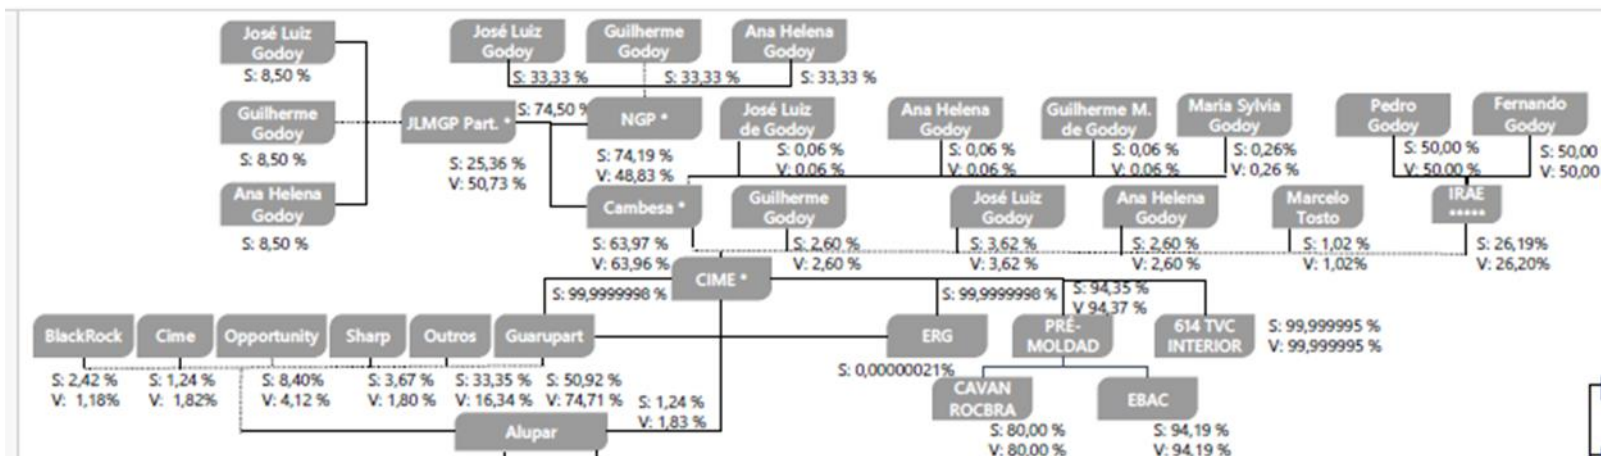 José Luiz
Godoy
S: 8,50 %
Guilherme
Godoy
S: 8,50 %
Ana Helena
Godoy
S: 8,50 %
José Luiz
Godoy
S: 33,33 %
Guilherme
Godoy
S: 33,33 %
Ana Helena
Godoy
S: 33,33 %
JLMGP Part. *
S: 25,36 %
V: 50,73 %
S: 74,50 %
NGP *
S: 74,19 %
V: 48,83 %
José Luiz
de Godoy
S: 0,06 %
V: 0,06 %
Ana Helena
Godoy
S: 0,06 %
V: 0,06 %
Guilherme M.
de Godoy
S: 0,06 %
V: 0,06 %
Maria Sylvia
Godoy
S: 0,26%
V: 0,26 %
Pedro
Godoy
S: 50,00 %
V: 50,00 %
Fernando
Godoy
S: 50,00
V: 50,00
Cambesa *
S: 63,97 %
V: 63,96 %
Guilherme
Godoy
S: 2,60 %
V: 2,60 %
José Luiz
Godoy
S: 3,62 %
V: 3,62 %
Ana Helena
Godoy
S: 2,60 %
V: 2,60 %
Marcelo
Tosto
S: 1,02 %
V: 1,02%
IRAE
*****
S: 26,19%
V: 26,20%
CIME *
S: 99,9999998 %
S: 99,9999998 %
S: 94,35 %
V 94,37 %
BlackRock
S: 2,42 %
V: 1,18%
Cime
S: 1,24 %
V: 1,82%
Opportunity
S: 8,40%
V: 4,12 %
Sharp
S: 3,67 %
V: 1,80 %
Outros
S: 33,35 %
V: 16,34 %
Guarupart
S: 50,92 %
V: 74,71 %
S: 1,24 %
V: 1,83 %
ERG
S: 0,00000021%
PRÉ-
MOLDAD
614 TVC
INTERIOR
S: 99,999995 %
V: 99,999995 %
CAVAN
ROCBRA
S: 80,00 %
V: 80,00 %
EBAC
S: 94,19 %
V: 94,19 %
Alupar